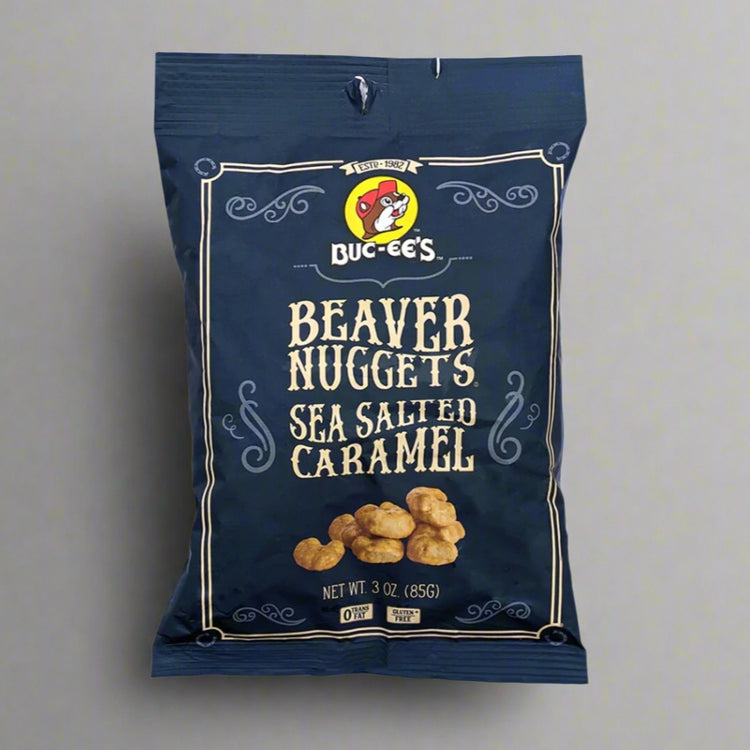 ESTD • 1982
BUC-EE'S™
BEAVER
NUGGETS®
SEA SALTED
CARAMEL
NET WT. 3 OZ. (85G)
0 TRANS
FAT
GLUTEN
FREE